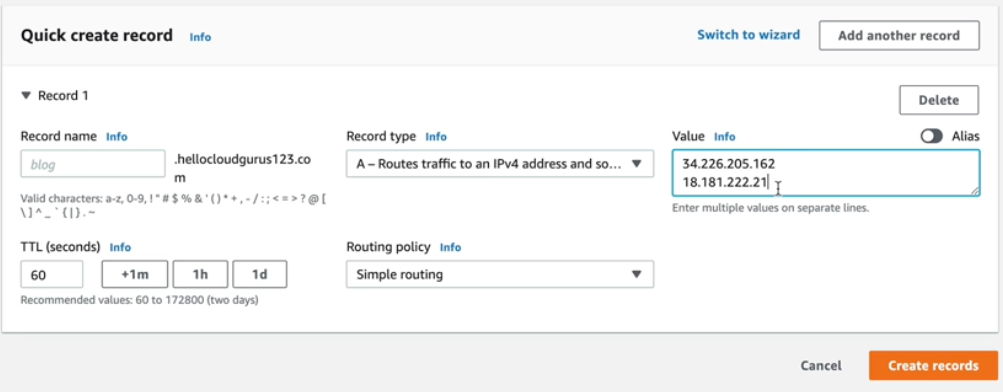 Quick create record Info Switch to wizard Add another record
▼ Record 1 Delete
Record name Info Record type Info Value Info Alias
blog .hellocloudgurus123.co
m
A – Routes traffic to an IPv4 address and so... ▼
34.226.205.162
18.181.222.21
Valid characters: a-z, 0-9, ! " # $ % & ' ( ) * + , - / : ; < = > ? @ [
\ ] ^ _ ` { | } . ~
Enter multiple values on separate lines.
TTL (seconds) Info Routing policy Info
60 +1m 1h 1d Simple routing ▼
Recommended values: 60 to 172800 (two days)
Cancel Create records